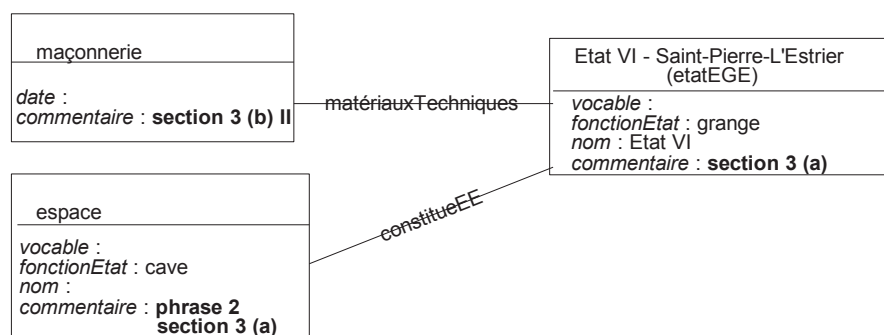 maçonnerie
date :
commentaire : section 3 (b) II
matériauxTechniques
Etat VI - Saint-Pierre-L'Estrier
(etatEGE)
vocable :
fonctionEtat : grange
nom : Etat VI
commentaire : section 3 (a)
constitueEE
espace
vocable :
fonctionEtat : cave
nom :
commentaire : phrase 2
section 3 (a)